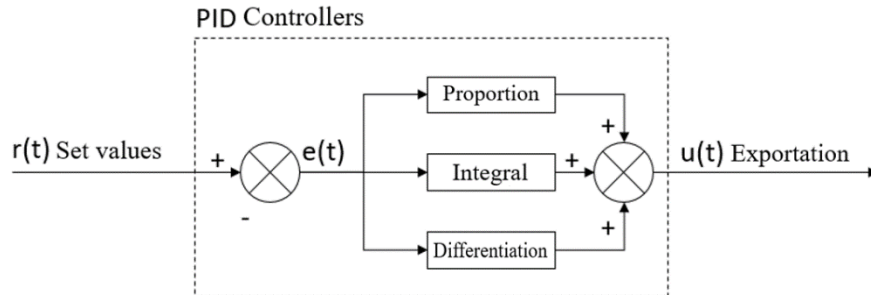 PID Controllers
Proportion
+
r(t) Set values
+
e(t)
Integral
+
u(t) Exportation
-
+
Differentiation